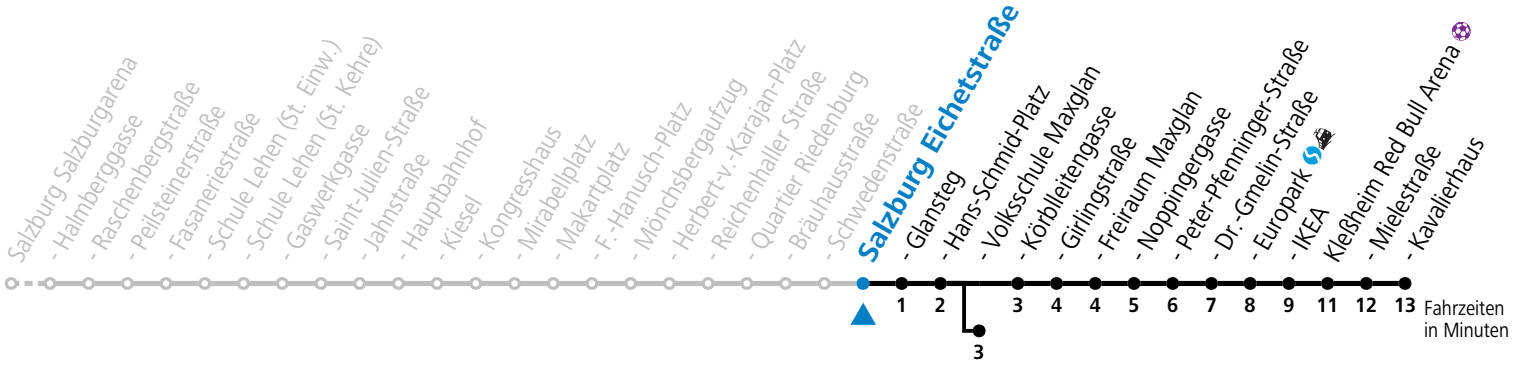 Salzburg Salzburgarena
- Halmberggasse
- Raschenbergstraße
- Peilsteinerstraße
- Fasaneriestraße
- Schule Lehen (St. Einw.)
- Schule Lehen (St. Kehre)
- Gaswerkgasse
- Saint-Julien-Straße
- Jahnstraße
- Hauptbahnhof
- Kiesel
- Kongresshaus
- Mirabellplatz
- Makartplatz
- F.-Hanusch-Platz
- Mönchsbergaufzug
- Herbert-v.-Karajan-Platz
- Reichenhaller Straße
- Quartier Riedenburg
- Bräuhausstraße
- Schwedenstraße
Salzburg Eichetstraße
- Glansteg
- Hans-Schmid-Platz
- Volksschule Maxglan
- Körblleitengasse
- Girlingstraße
- Freiraum Maxglan
- Noppingergasse
- Peter-Pfenninger-Straße
- Dr.-Gmelin-Straße
- Europark
- IKEA
Kleßheim Red Bull Arena
- Mielestraße
- Kavalierhaus
1 2 3 4 4 5 6 7 8 9 11 12 13 Fahrzeiten
in Minuten
3